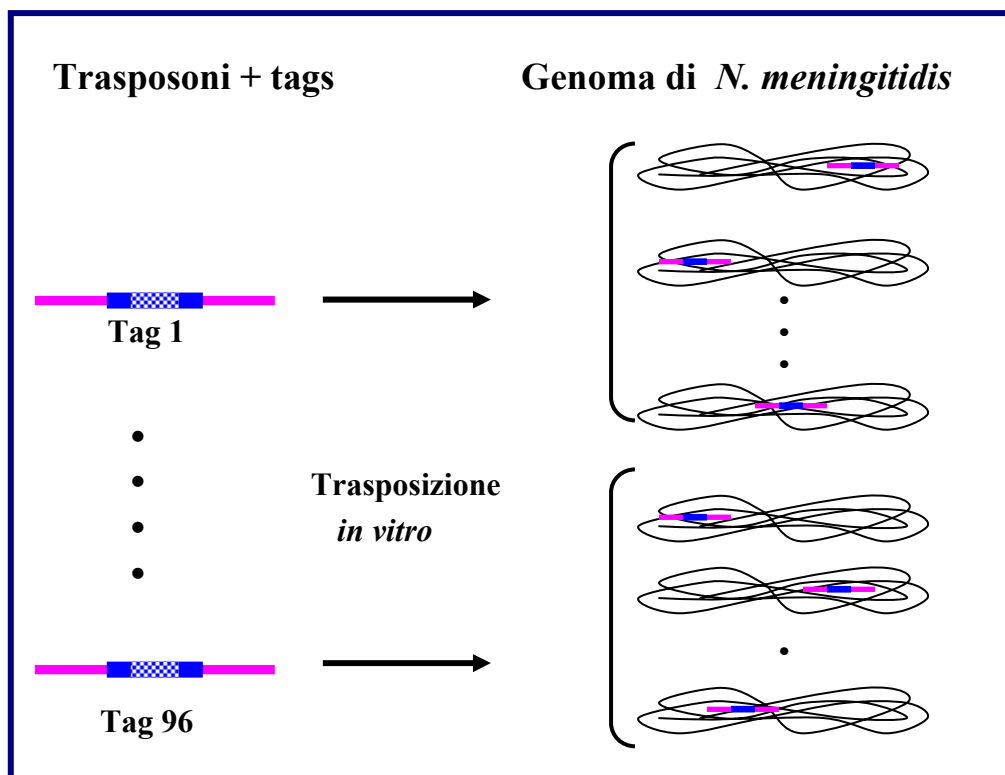 Trasposoni + tags
Genoma di N. meningitidis
Tag 1
Trasposizione
in vitro
Tag 96